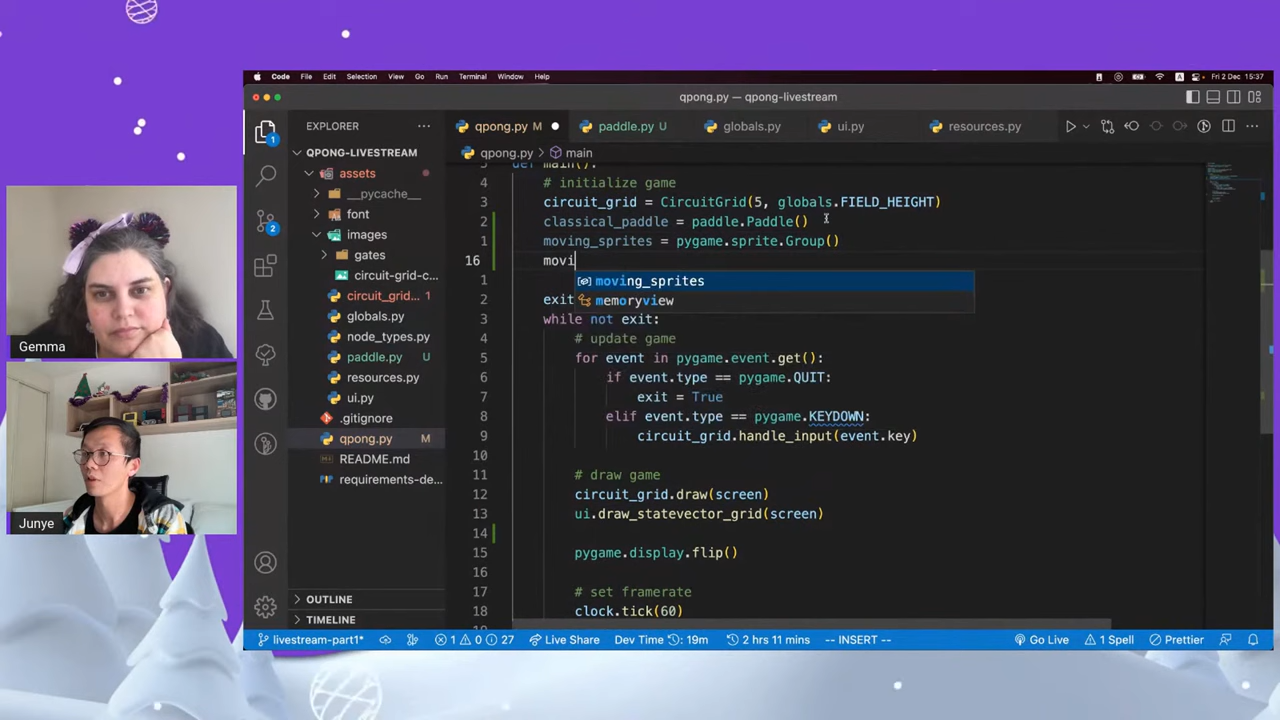 Code File Edit Selection View Go Run Terminal Window Help
Fri 2 Dec 15:37
qpong.py — qpong-livestream
EXPLORER
qpong.py M
paddle.py U
globals.py
ui.py
resources.py
qpong.py > main
QPONG-LIVESTREAM
assets
__pycache__
font
images
gates
circuit-grid-c...
circuit_grid... 1
globals.py
node_types.py
paddle.py U
resources.py
ui.py
.gitignore
qpong.py M
README.md
requirements-de...
OUTLINE
TIMELINE
1
2
3 def main():
4 # initialize game
3 circuit_grid = CircuitGrid(5, globals.FIELD_HEIGHT)
2 classical_paddle = paddle.Paddle()
1 moving_sprites = pygame.sprite.Group()
16 movi
moving_sprites
memoryview
1
2 exit
3 while not exit:
4 # update game
5 for event in pygame.event.get():
6 if event.type == pygame.QUIT:
7 exit = True
8 elif event.type == pygame.KEYDOWN:
9 circuit_grid.handle_input(event.key)
10
11 # draw game
12 circuit_grid.draw(screen)
13 ui.draw_statevector_grid(screen)
14
15 pygame.display.flip()
16
17 # set framerate
18 clock.tick(60)
livestream-part1* 1 0 27 Live Share Dev Time: 19m 2 hrs 11 mins -- INSERT -- Go Live 1 Spell Prettier
Gemma
Junye